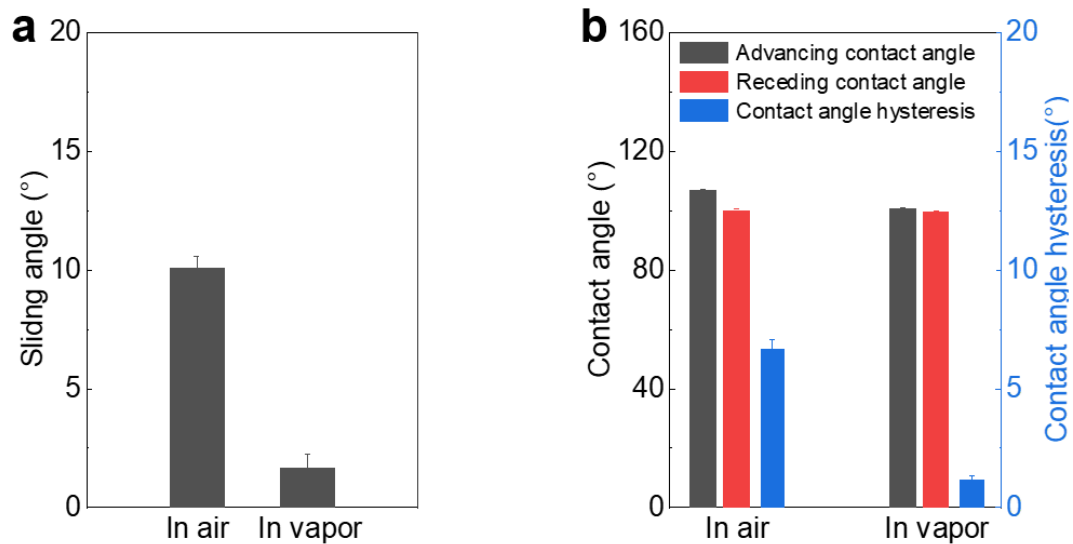 a
20
15
10
5
0
Slidng angle (°)
In air In vapor
b
160
120
80
40
0
Contact angle (°)
Advancing contact angle
Receding contact angle
Contact angle hysteresis
20
15
10
5
0
Contact angle hysteresis(°)
In air In vapor